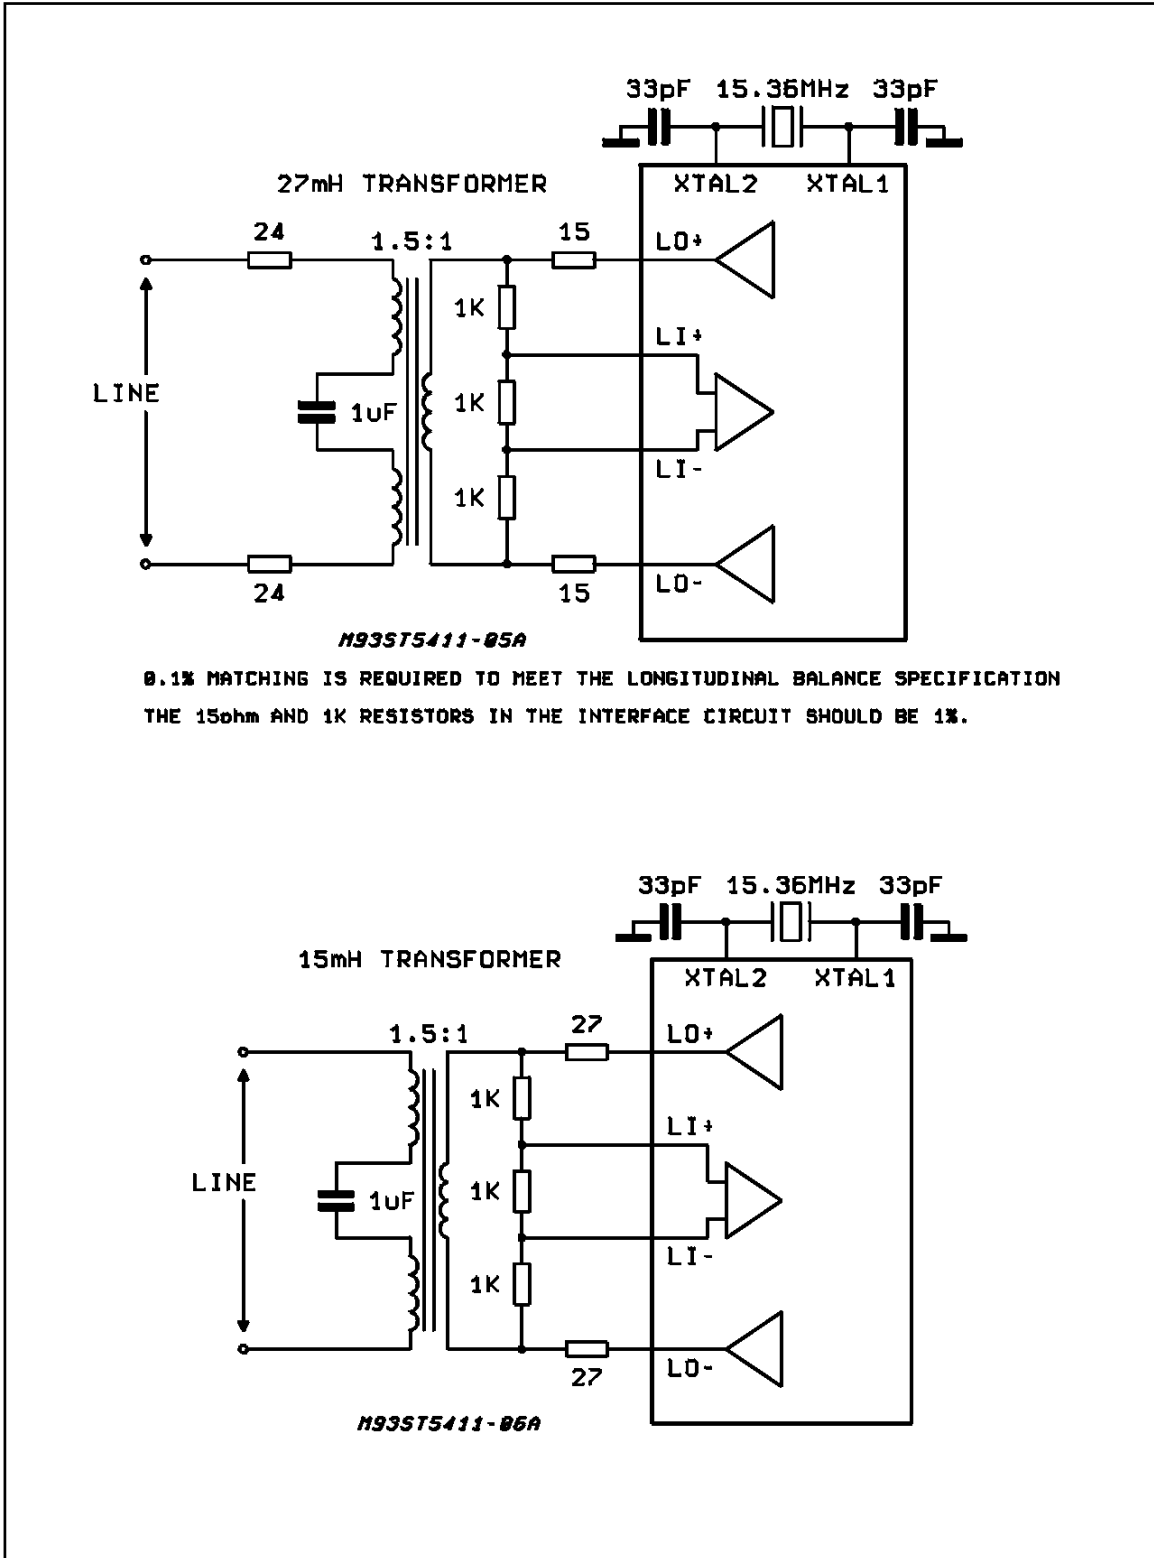 33pF 15.36MHz 33pF
XTAL2 XTAL1
27mH TRANSFORMER
24
1.5:1
15
LO+
1K
LI+
LINE
1uF
1K
LI-
1K
24
15
LO-
M93ST5411-05A
0.1% MATCHING IS REQUIRED TO MEET THE LONGITUDINAL BALANCE SPECIFICATION
THE 15ohm AND 1K RESISTORS IN THE INTERFACE CIRCUIT SHOULD BE 1%.
33pF 15.36MHz 33pF
XTAL2 XTAL1
15mH TRANSFORMER
1.5:1
27
LO+
1K
LI+
LINE
1uF
1K
LI-
1K
27
LO-
M93ST5411-06A